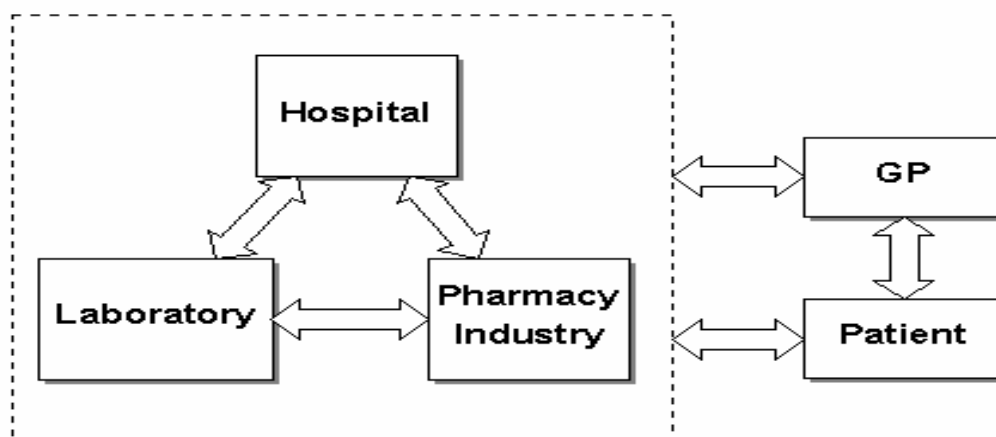 Hospital
GP
Laboratory
Pharmacy
Industry
Patient